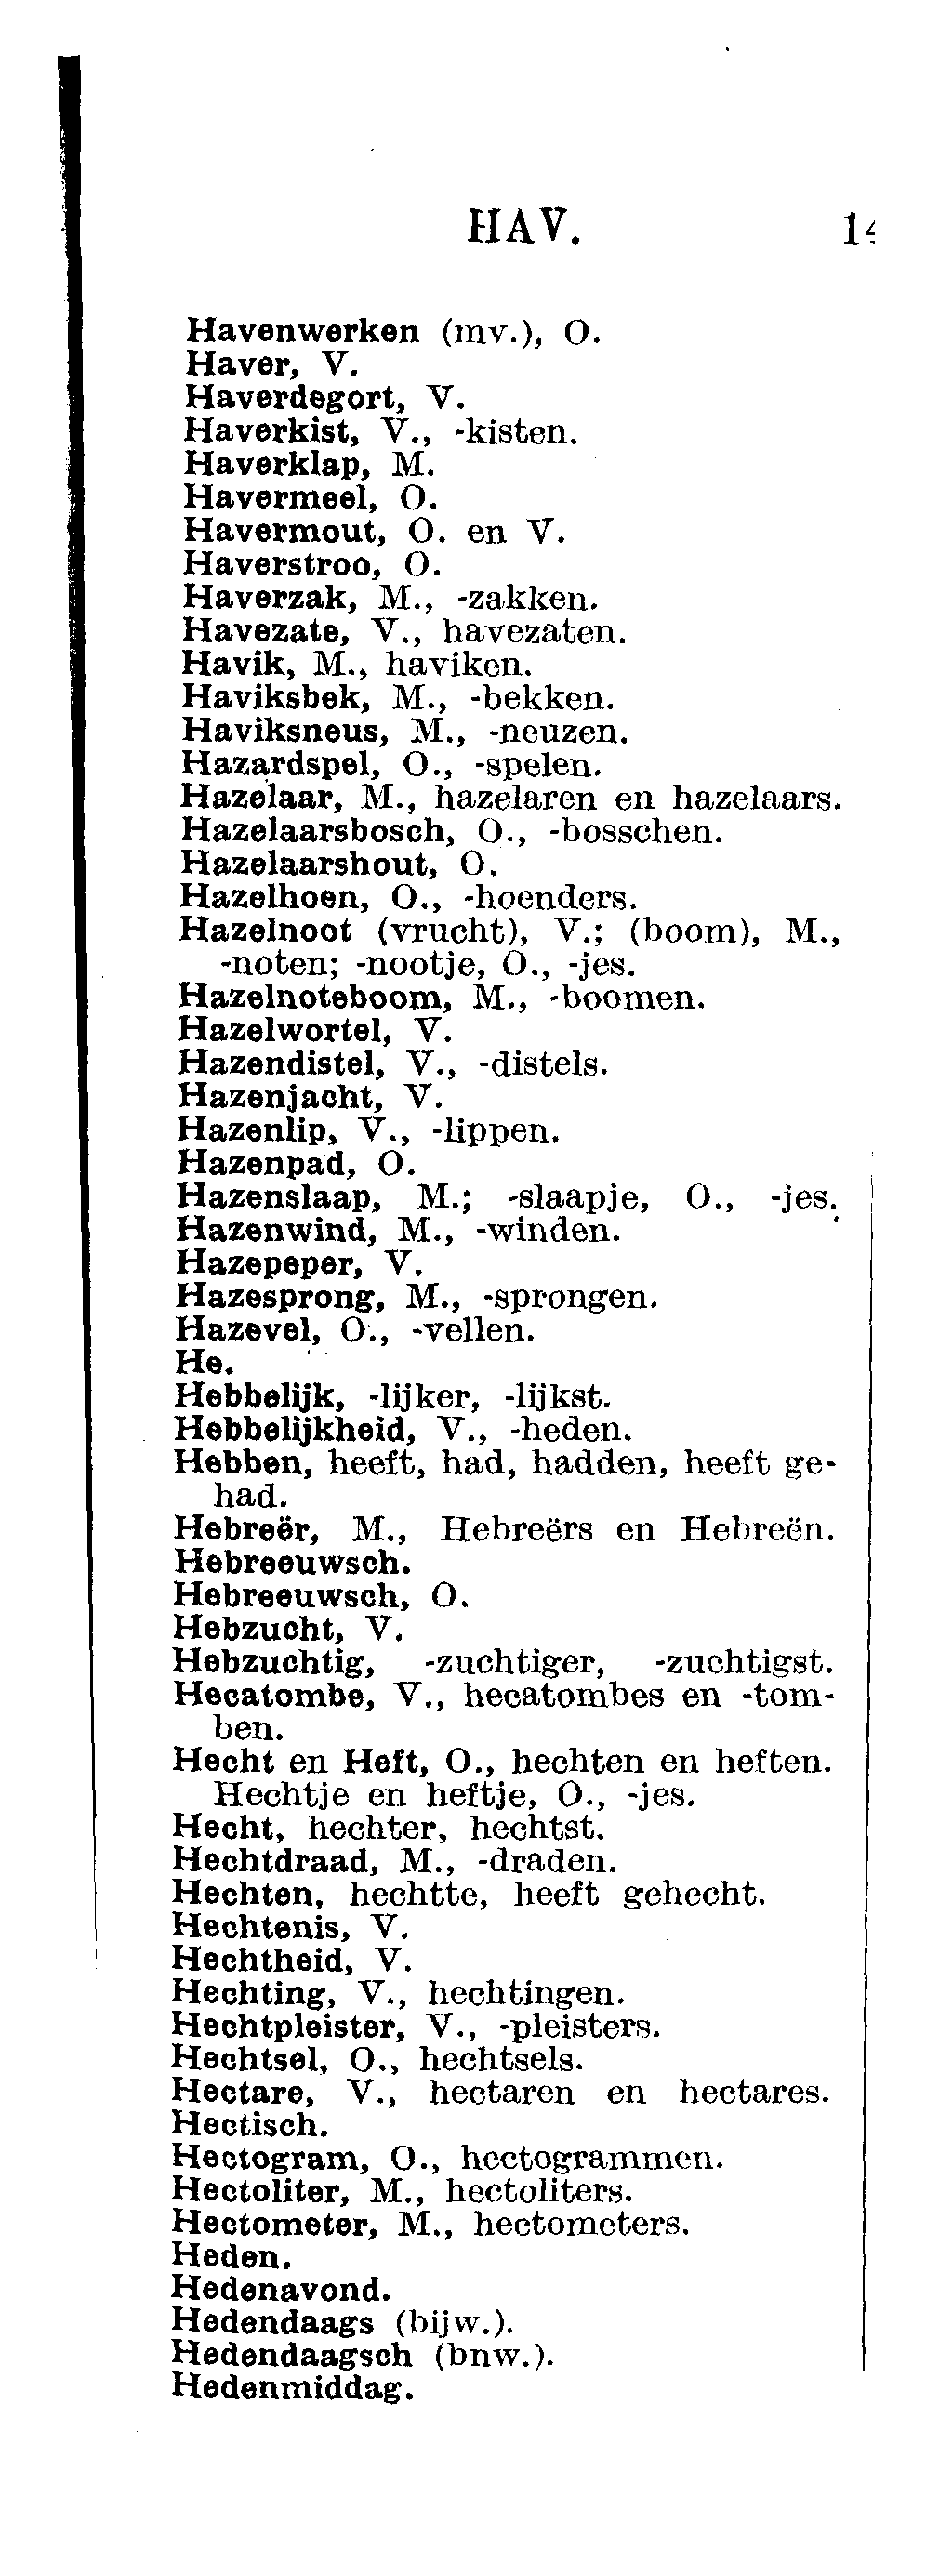 HAV.
Havenwerken (mv.), O.
Haver, V.
Haverdegort, V.
Haverkist, V., -kisten.
Haverklap, M.
Havermeel, O.
Havermout, O. en V.
Haverstroo, O.
Haverzak, M., -zakken.
Havezate, V., havezaten.
Havik, M., haviken.
Haviksbek, M., -bekken.
Haviksneus, M., -neuzen.
Hazardspel, O., -spelen.
Hazelaar, M., hazelaren en hazelaars.
Hazelaarsbosch, O., -bosschen.
Hazelaarshout, O.
Hazelhoen, O., -hoenders.
Hazelnoot (vrucht), V.; (boom), M.,
-noten; -nootje, O., -jes.
Hazelnoteboom, M., -boomen.
Hazelwortel, V.
Hazendistel, V., -distels.
Hazenjacht, V.
Hazenlip, V., -lippen.
Hazenpad, O.
Hazenslaap, M.; -slaapje, O., -jes.
Hazenwind, M., -winden.
Hazepeper, V.
Hazesprong, M., -sprongen.
Hazevel, O., -vellen.
He.
Hebbelijk, -lijker, -lijkst.
Hebbelijkheid, V., -heden.
Hebben, heeft, had, hadden, heeft ge-
had.
Hebreër, M., Hebreërs en Hebreën.
Hebreeuwsch.
Hebreeuwsch, O.
Hebzucht, V.
Hebzuchtig, -zuchtiger, -zuchtigst.
Hecatombe, V., hecatombes en -tom-
ben.
Hecht en Heft, O., hechten en heften.
Hechtje en heftje, O., -jes.
Hecht, hechter, hechtst.
Hechtdraad, M., -draden.
Hechten, hechtte, heeft gehecht.
Hechtenis, V.
Hechtheid, V.
Hechting, V., hechtingen.
Hechtpleister, V., -pleisters.
Hechtsel, O., hechtsels.
Hectare, V., hectaren en hectares.
Hectisch.
Hectogram, O., hectogrammen.
Hectoliter, M., hectoliters.
Hectometer, M., hectometers.
Heden.
Hedenavond.
Hedendaags (bijw.).
Hedendaagsch (bnw.).
Hedenmiddag.